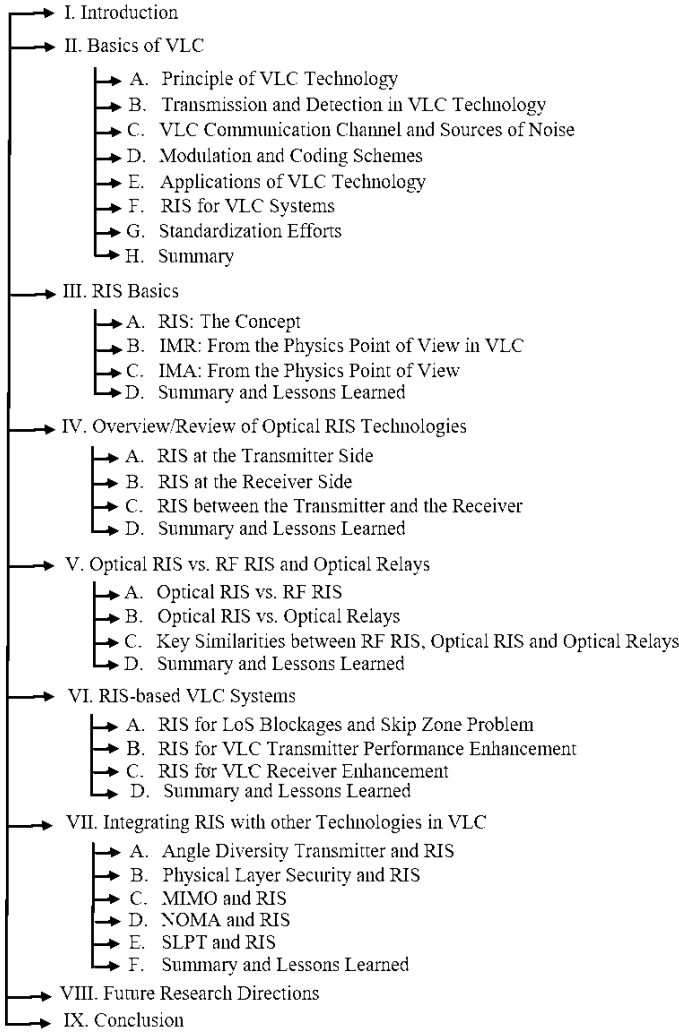 I. Introduction
II. Basics of VLC
A. Principle of VLC Technology
B. Transmission and Detection in VLC Technology
C. VLC Communication Channel and Sources of Noise
D. Modulation and Coding Schemes
E. Applications of VLC Technology
F. RIS for VLC Systems
G. Standardization Efforts
H. Summary
III. RIS Basics
A. RIS: The Concept
B. IMR: From the Physics Point of View in VLC
C. IMA: From the Physics Point of View
D. Summary and Lessons Learned
IV. Overview/Review of Optical RIS Technologies
A. RIS at the Transmitter Side
B. RIS at the Receiver Side
C. RIS between the Transmitter and the Receiver
D. Summary and Lessons Learned
V. Optical RIS vs. RF RIS and Optical Relays
A. Optical RIS vs. RF RIS
B. Optical RIS vs. Optical Relays
C. Key Similarities between RF RIS, Optical RIS and Optical Relays
D. Summary and Lessons Learned
VI. RIS-based VLC Systems
A. RIS for LoS Blockages and Skip Zone Problem
B. RIS for VLC Transmitter Performance Enhancement
C. RIS for VLC Receiver Enhancement
D. Summary and Lessons Learned
VII. Integrating RIS with other Technologies in VLC
A. Angle Diversity Transmitter and RIS
B. Physical Layer Security and RIS
C. MIMO and RIS
D. NOMA and RIS
E. SLPT and RIS
F. Summary and Lessons Learned
VIII. Future Research Directions
IX. Conclusion